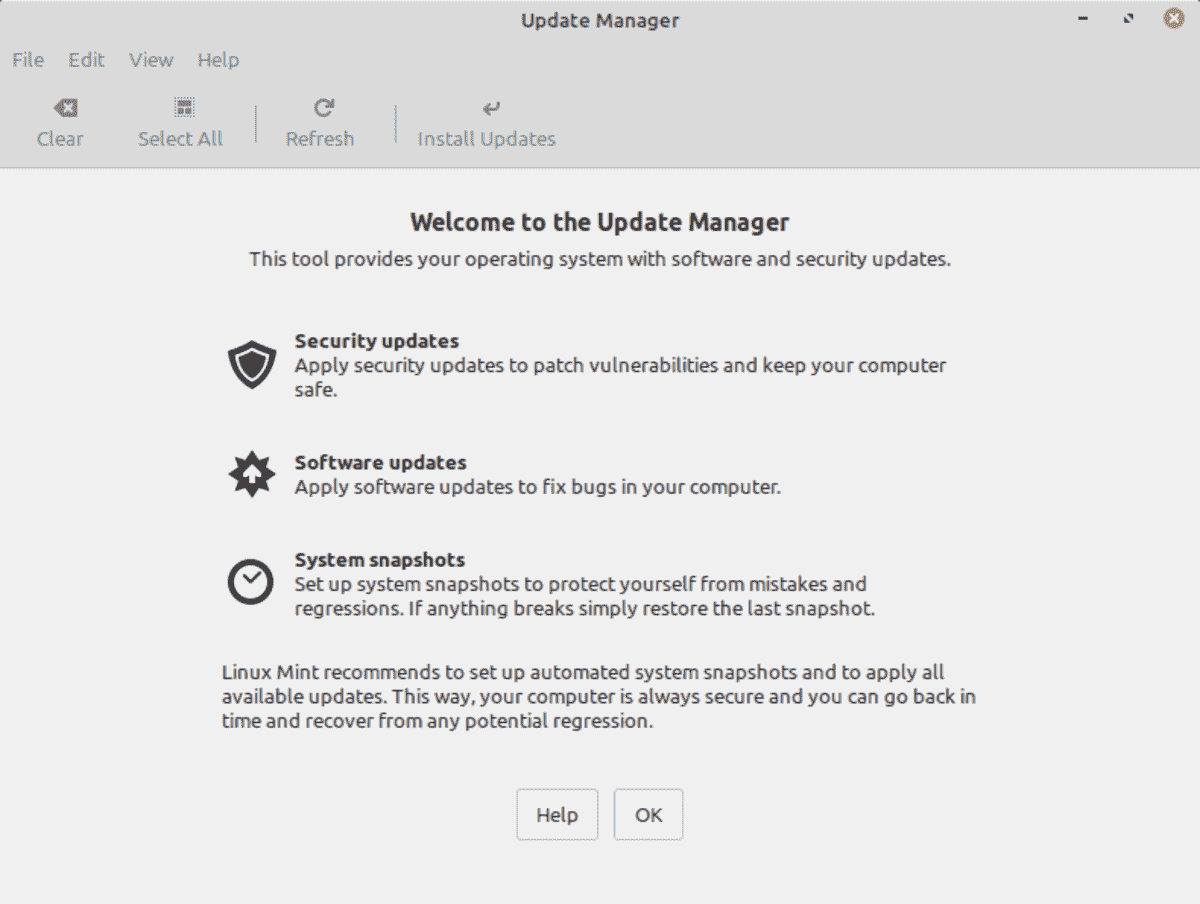 Update Manager
File Edit View Help
Clear Select All Refresh Install Updates
Welcome to the Update Manager
This tool provides your operating system with software and security updates.
Security updates
Apply security updates to patch vulnerabilities and keep your computer
safe.
Software updates
Apply software updates to fix bugs in your computer.
System snapshots
Set up system snapshots to protect yourself from mistakes and
regressions. If anything breaks simply restore the last snapshot.
Linux Mint recommends to set up automated system snapshots and to apply all
available updates. This way, your computer is always secure and you can go back in
time and recover from any potential regression.
Help OK